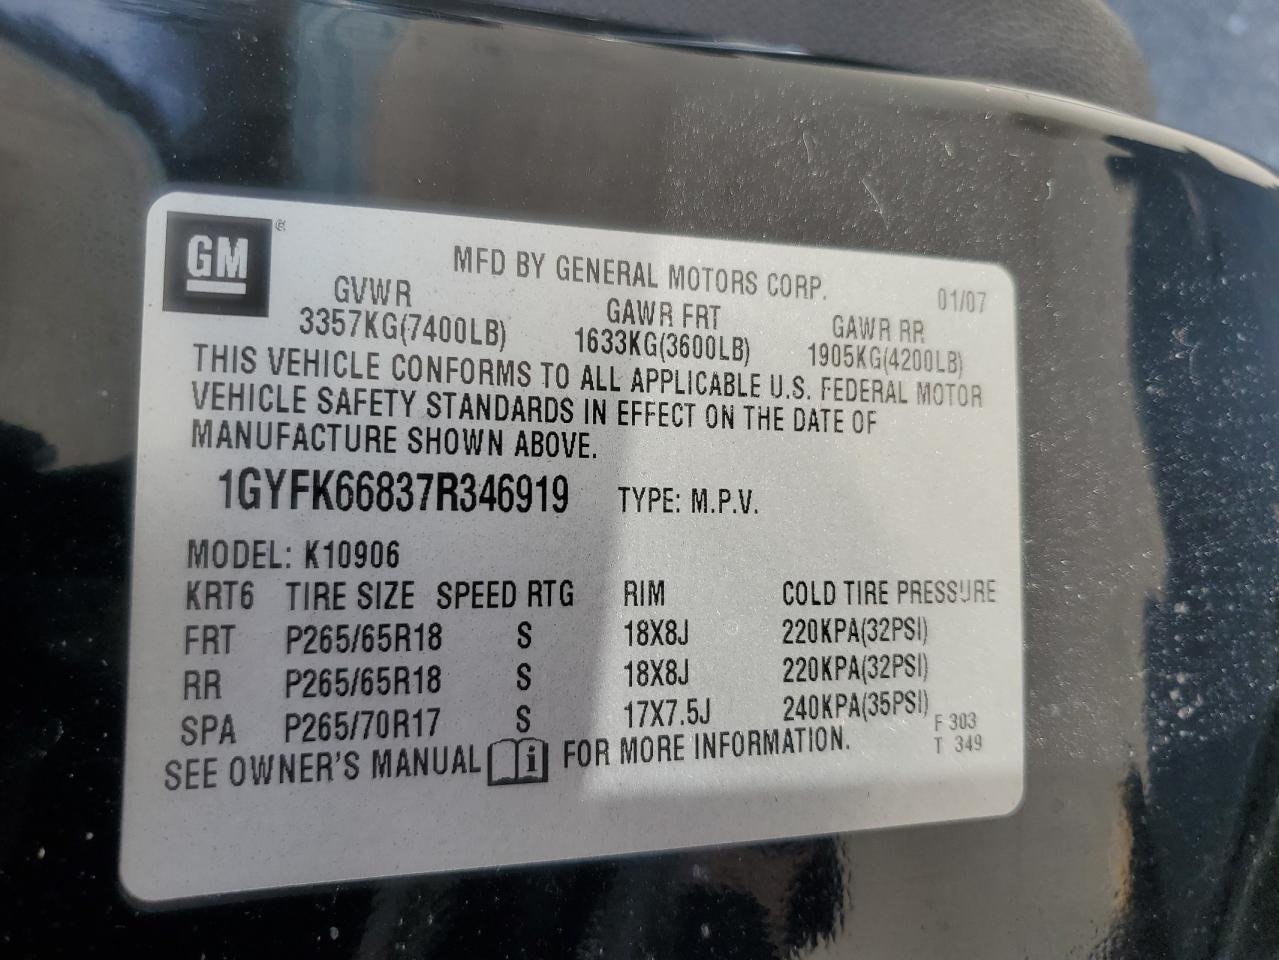 GM ®
MFD BY GENERAL MOTORS CORP. 01/07
GVWR GAWR FRT GAWR RR
3357KG(7400LB) 1633KG(3600LB) 1905KG(4200LB)
THIS VEHICLE CONFORMS TO ALL APPLICABLE U.S. FEDERAL MOTOR
VEHICLE SAFETY STANDARDS IN EFFECT ON THE DATE OF
MANUFACTURE SHOWN ABOVE.
1GYFK66837R346919 TYPE: M.P.V.
MODEL: K10906
KRT6 TIRE SIZE SPEED RTG RIM COLD TIRE PRESSURE
FRT P265/65R18 S 18X8J 220KPA(32PSI)
RR P265/65R18 S 18X8J 220KPA(32PSI)
SPA P265/70R17 S 17X7.5J 240KPA(35PSI)
F 303
T 349
SEE OWNER'S MANUAL i FOR MORE INFORMATION.